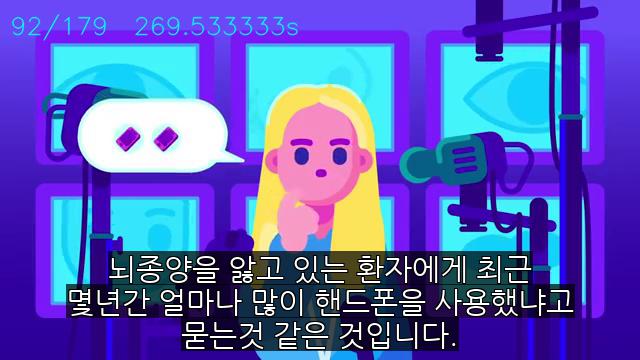 92/179 269.533333s
뇌종양을 앓고 있는 환자에게 최근
몇년간 얼마나 많이 핸드폰을 사용했냐고
묻는것 같은 것입니다.